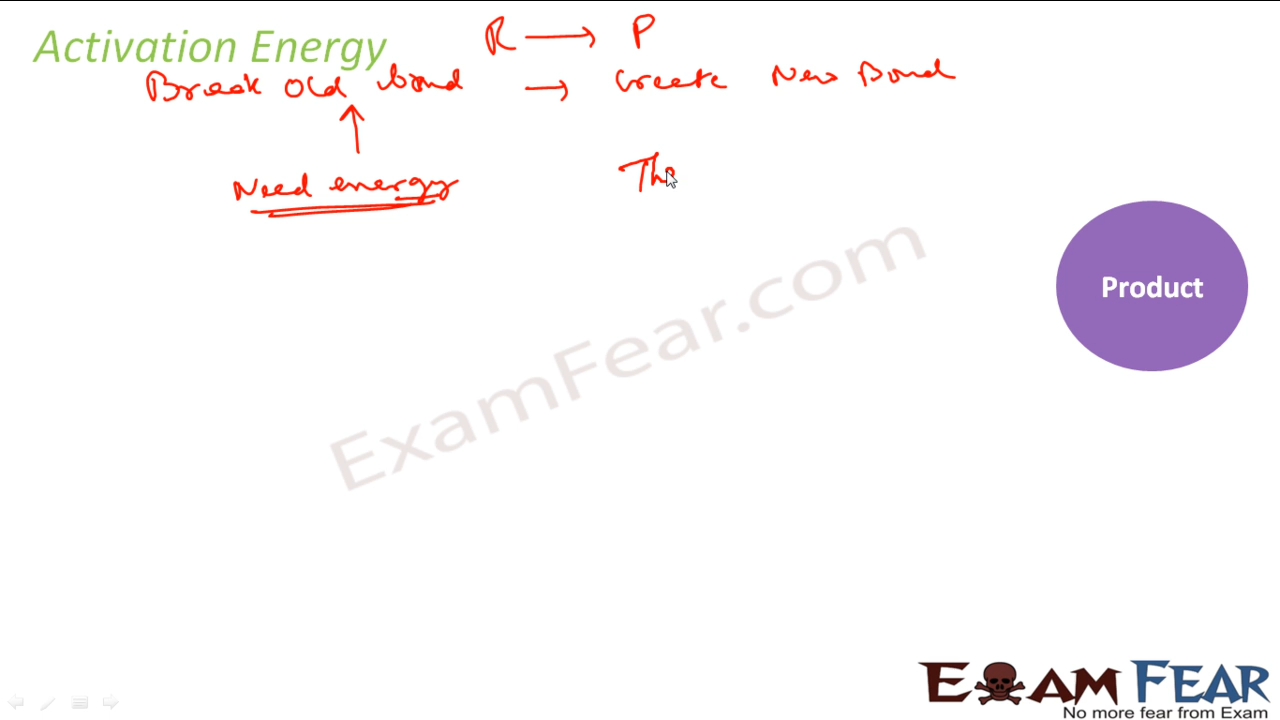 Activation Energy
R → P
Break Old bond → Create New Bond
↑
Need energy
The
Product
ExamFear.com
EXAM FEAR
No more fear from Exam